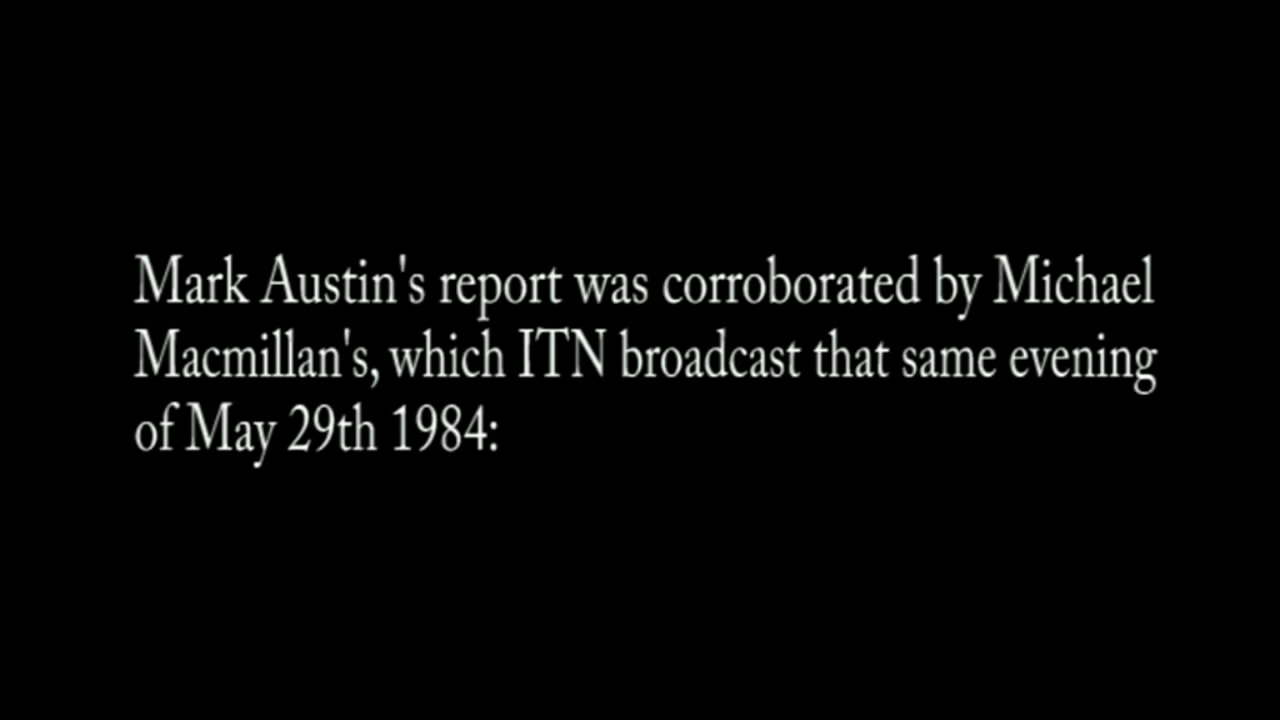 Mark Austin's report was corroborated by Michael
Macmillan's, which ITN broadcast that same evening
of May 29th 1984: